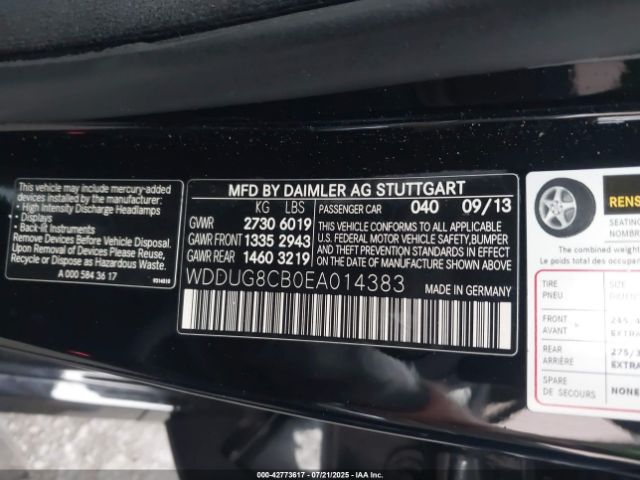 This vehicle may include mercury-added
devices installed by the manufacturer:
- High Intensity Discharge Headlamps
- Displays
- Back-lit Instruments
Remove Devices Before Vehicle Disposal.
Upon Removal of Devices Please Reuse,
Recycle or Dispose as Hazardous Waste.
A 000 584 36 17
MFD BY DAIMLER AG STUTTGART
KG LBS
GVWR 2730 6019
GAWR FRONT 1335 2943
GAWR REAR 1460 3219
PASSENGER CAR 040 09/13
THIS VEHICLE CONFORMS TO ALL APPLICABLE
U.S. FEDERAL MOTOR VEHICLE SAFETY, BUMPER
AND THEFT PREVENTION STANDARDS IN EFFECT
ON THE DATE OF MANUFACTURE SHOWN ABOVE.
WDDUG8CB0EA014383 MADE IN GERMANY
RENS
SEATING
NOMBR
The combined weight
Le poids total des occ
TIRE
PNEU
SIZE
FRONT
AVANT
EXTRA
REAR
ARRIÈRE
275/3
EXTRA
SPARE
DE SECOURS
NONE
000-42773617 - 07/21/2025 - IAAI.COM